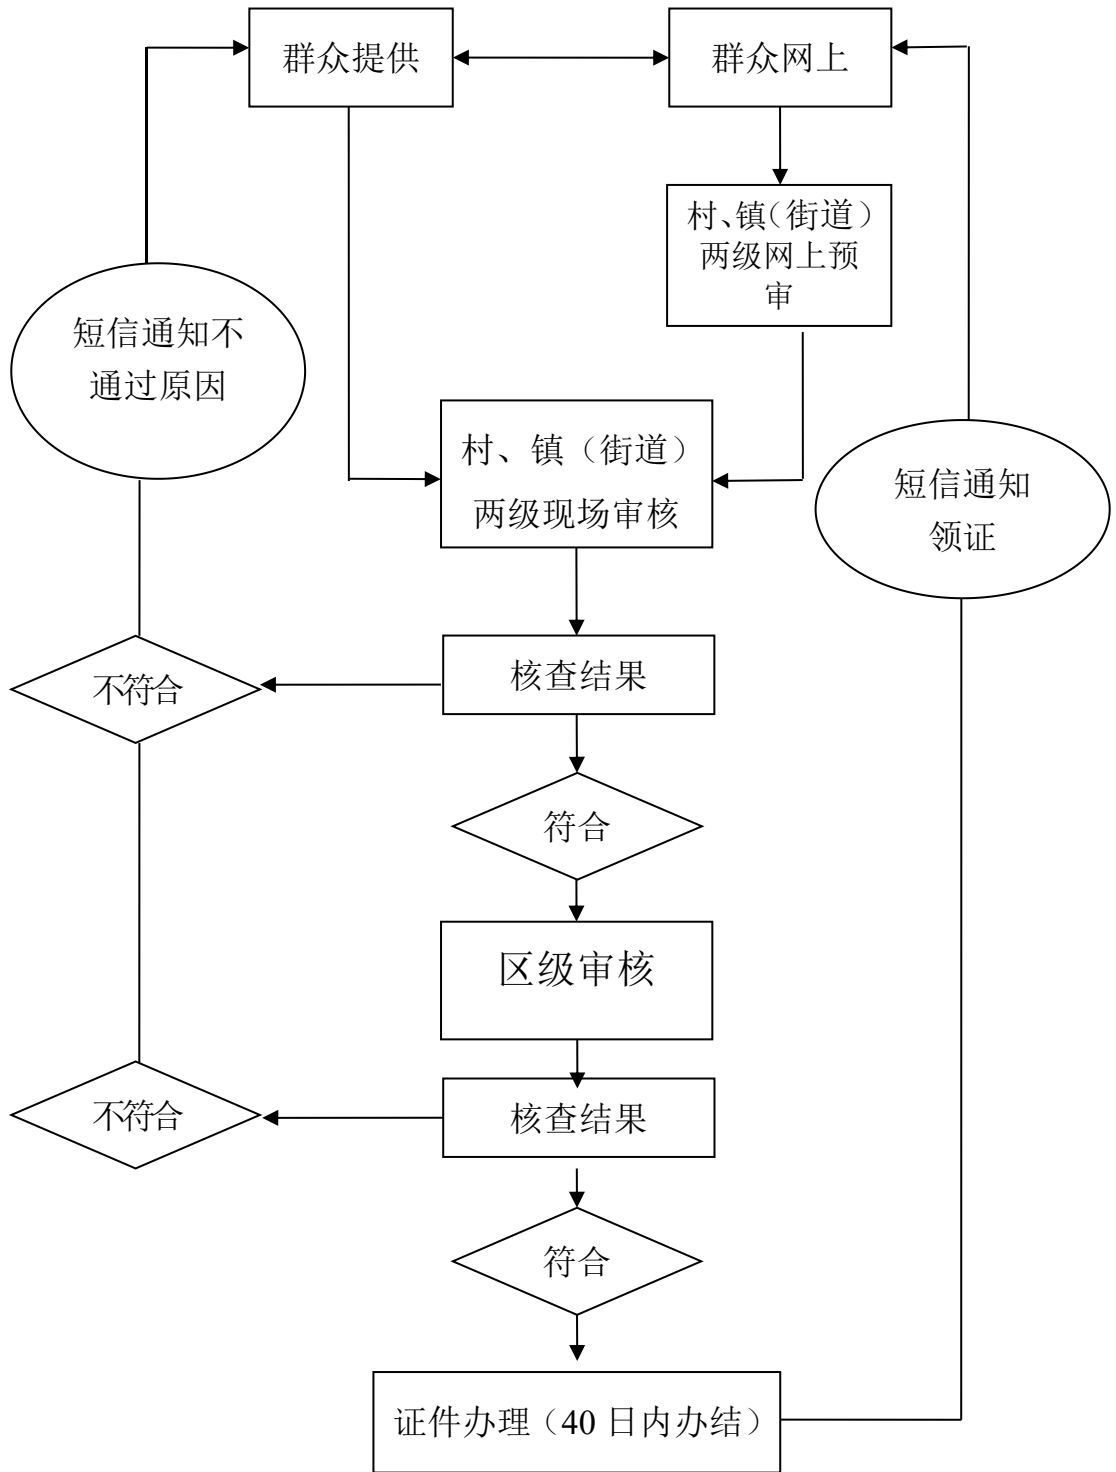 群众提供
群众网上
村、镇（街道）
两级网上预
审
短信通知不
通过原因
村、镇（街道）
两级现场审核
短信通知
领证
不符合
核查结果
符合
区级审核
不符合
核查结果
符合
证件办理（40 日内办结）